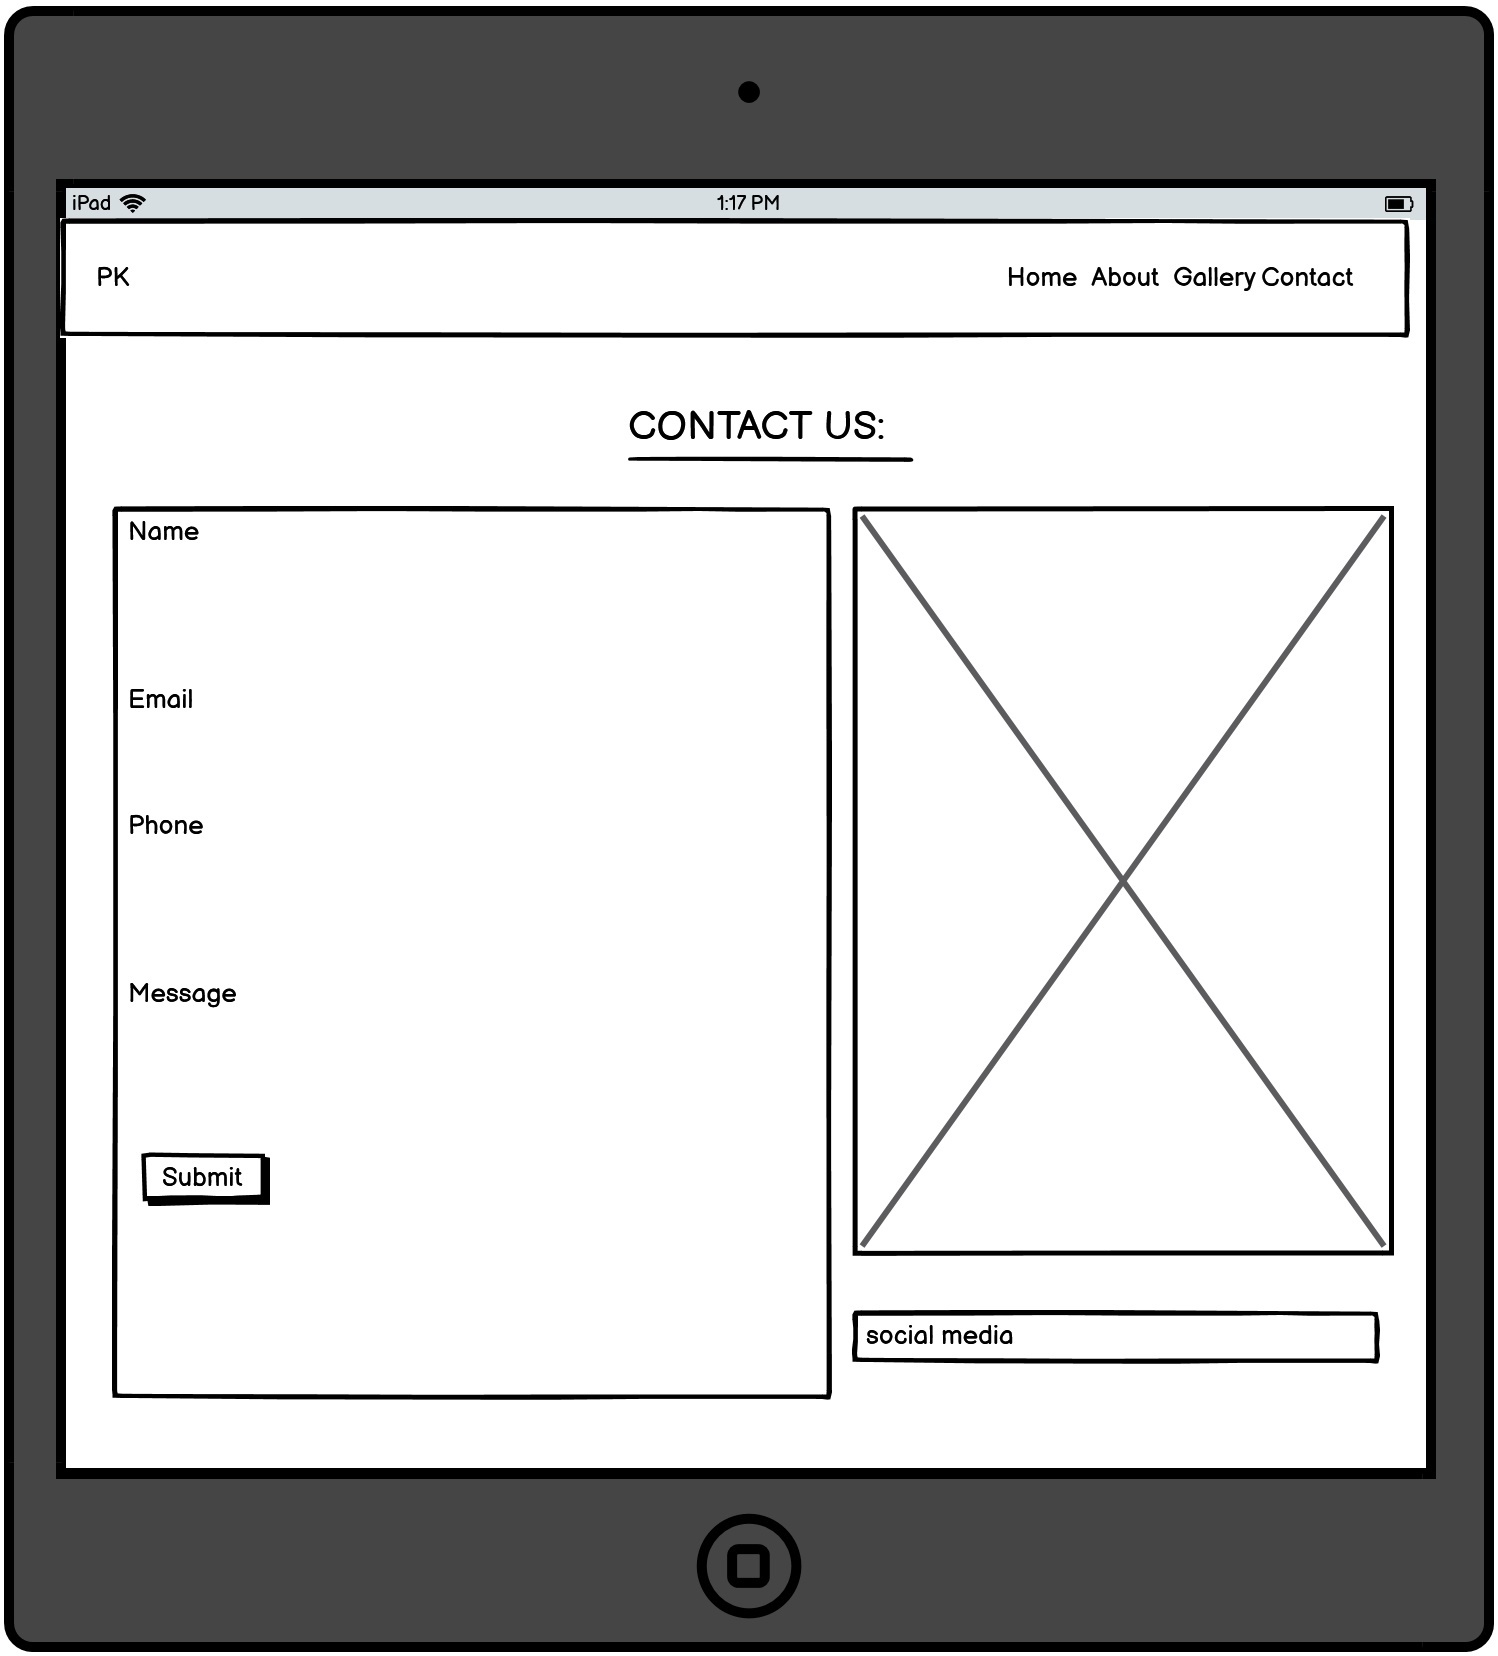 iPad 1:17 PM
PK Home About Gallery Contact
CONTACT US:
Name
Email
Phone
Message
Submit
social media